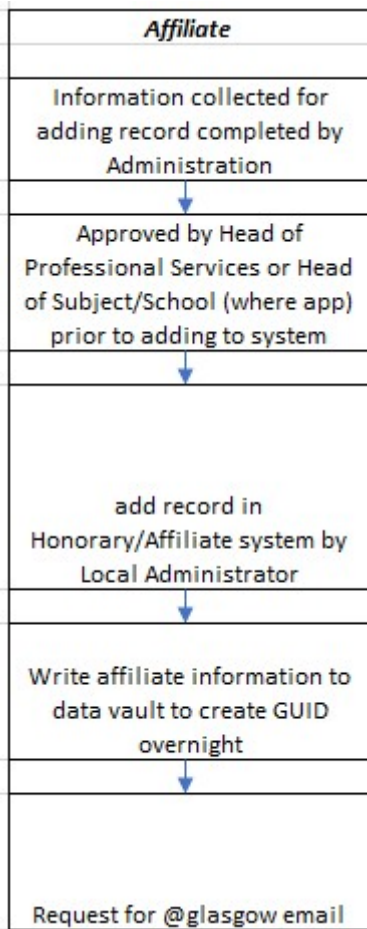 Affiliate
Information collected for
adding record completed by
Administration
Approved by Head of
Professional Services or Head
of Subject/School (where app)
prior to adding to system
add record in
Honorary/Affiliate system by
Local Administrator
Write affiliate information to
data vault to create GUID
overnight
Request for @glasgow email